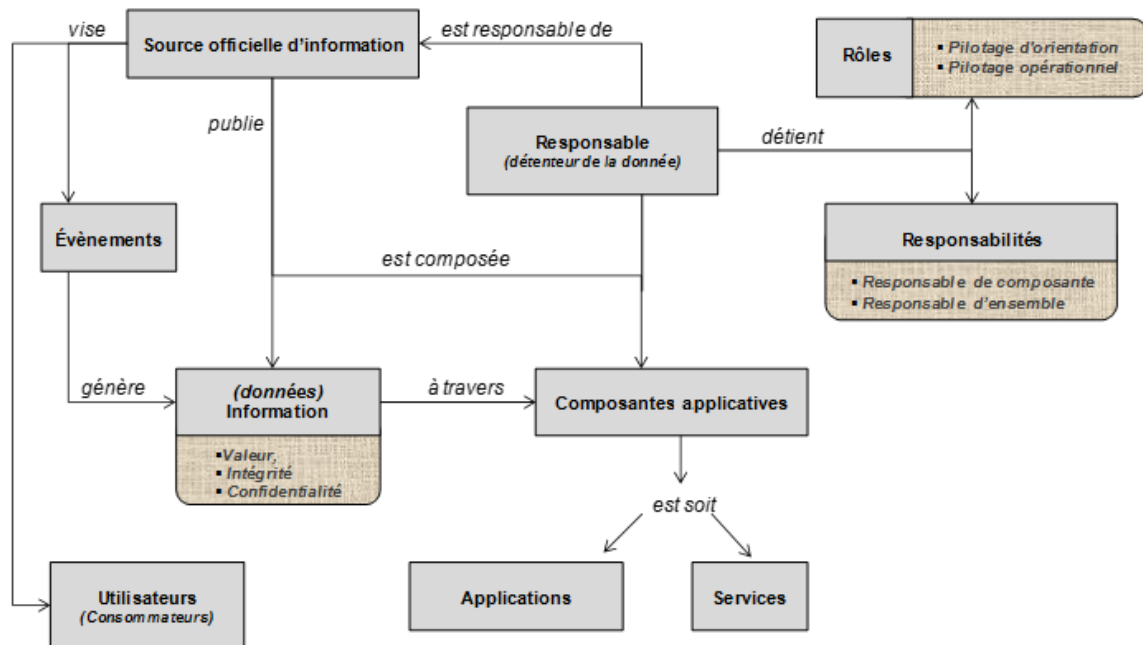 vise
Source officielle d'information
est responsable de
Rôles
▪ Pilotage d'orientation
▪ Pilotage opérationnel
publie
Responsable
(détenteur de la donnée)
détient
Évènements
est composée
Responsabilités
▪ Responsable de composante
▪ Responsable d'ensemble
génère
(données)
Information
à travers
Composantes applicatives
▪Valeur,
▪ Intégrité
▪ Confidentialité
est soit
Utilisateurs
(Consommateurs)
Applications
Services